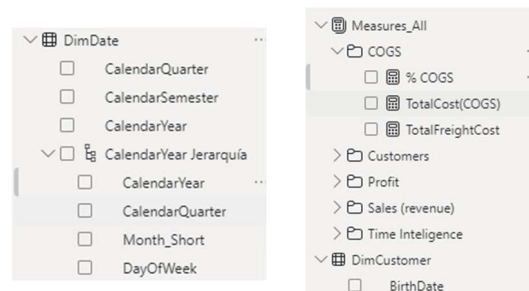 DimDate
CalendarQuarter
CalendarSemester
CalendarYear
CalendarYear Jerarquía
CalendarYear
CalendarQuarter
Month_Short
DayOfWeek
Measures_All
COGS
% COGS
TotalCost(COGS)
TotalFreightCost
Customers
Profit
Sales (revenue)
Time Inteligence
DimCustomer
BirthDate